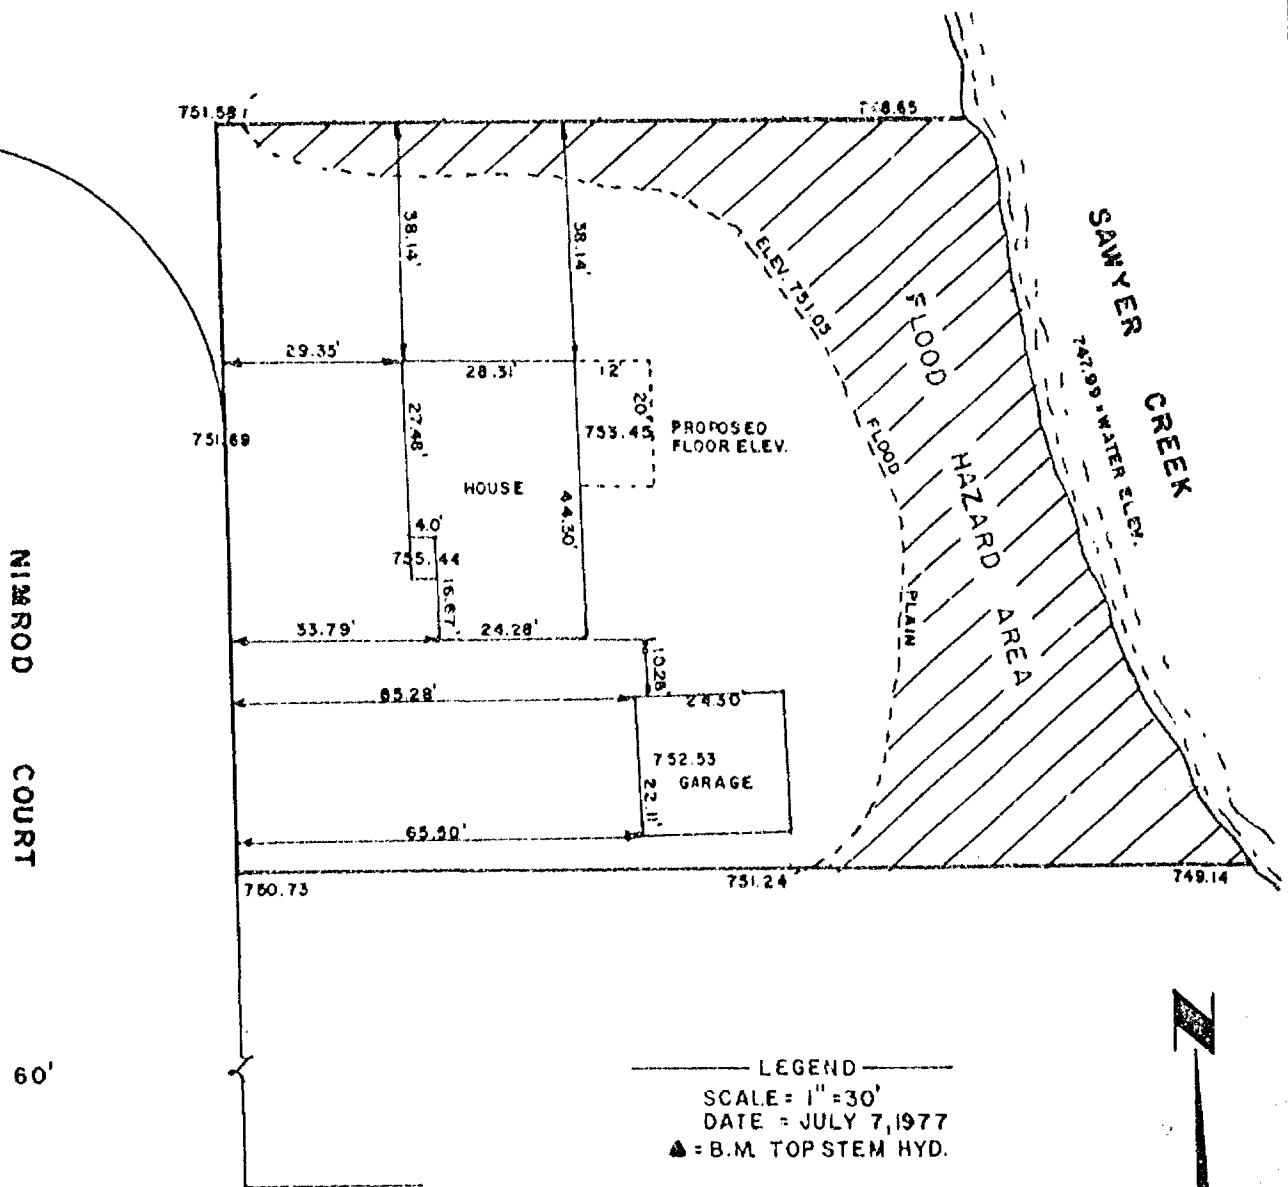 751.58
748.65
38.14'
38.14'
SAWYER CREEK
747.99 = WATER ELEV.
ELEV. 751.03
FLOOD PLAIN
FLOOD HAZARD AREA
29.35'
28.31'
12'
20'
27.48'
753.45
PROPOSED
FLOOR ELEV.
751.69
HOUSE
44.30'
4.0'
755.44
16.67'
33.79'
24.28'
10.28'
65.28'
24.30'
752.53
GARAGE
22.11'
65.50'
750.73
751.24
749.14
COURT
60'
LEGEND
SCALE = 1" = 30'
DATE = JULY 7, 1977
= B.M. TOP STEM HYD.